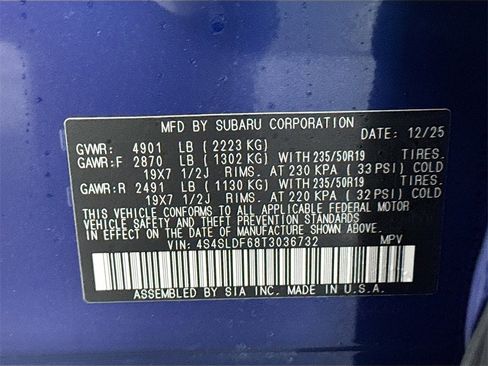 MFD BY SUBARU CORPORATION
DATE: 12/25
GVWR: 4901 LB (2223 KG)
GAWR:F 2870 LB (1302 KG) WITH 235/50R19 TIRES.
19X7 1/2J RIMS. AT 230 KPA (33 PSI) COLD
GAWR:R 2491 LB (1130 KG) WITH 235/50R19 TIRES.
19X7 1/2J RIMS. AT 220 KPA (32 PSI) COLD
THIS VEHICLE CONFORMS TO ALL APPLICABLE FEDERAL MOTOR
VEHICLE SAFETY AND THEFT PREVENTION STANDARDS
IN EFFECT ON THE DATE OF MANUFACTURE SHOWN ABOVE.
VIN: 4S4SLDF68T3036732 MPV
ASSEMBLED BY SIA INC. MADE IN U.S.A.